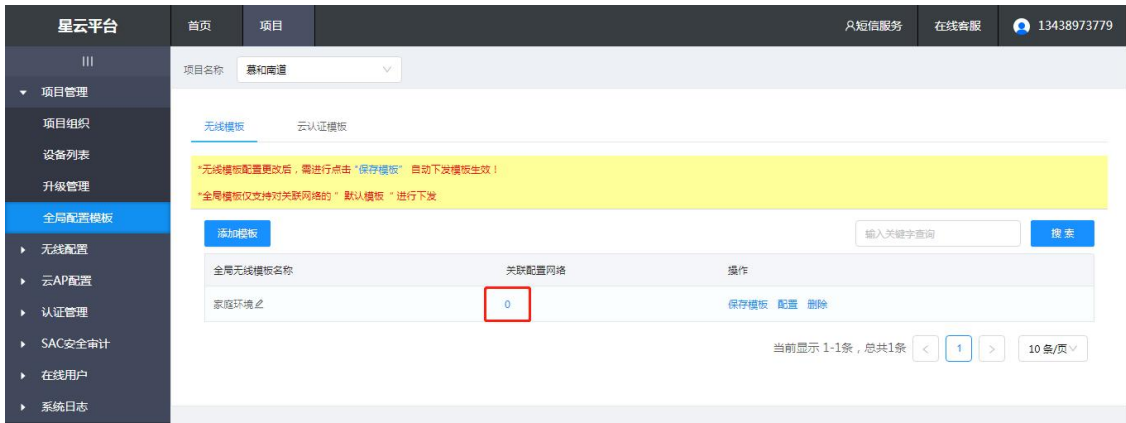 星云平台 首页 项目 短信服务 在线客服 13438973779
项目名称 慕和南道
项目管理
项目组织
设备列表
升级管理
全局配置模板
无线配置
云AP配置
认证管理
SAC安全审计
在线用户
系统日志
无线模板 云认证模板
*无线模板配置更改后，需进行点击 "保存模板" 自动下发模板生效！
*全局模板仅支持对关联网络的 " 默认模板 " 进行下发
添加模板 输入关键字查询 搜 索
全局无线模板名称 关联配置网络 操作
家庭环境 0 保存模板 配置 删除
当前显示 1-1条，总共1条 < 1 > 10 条/页